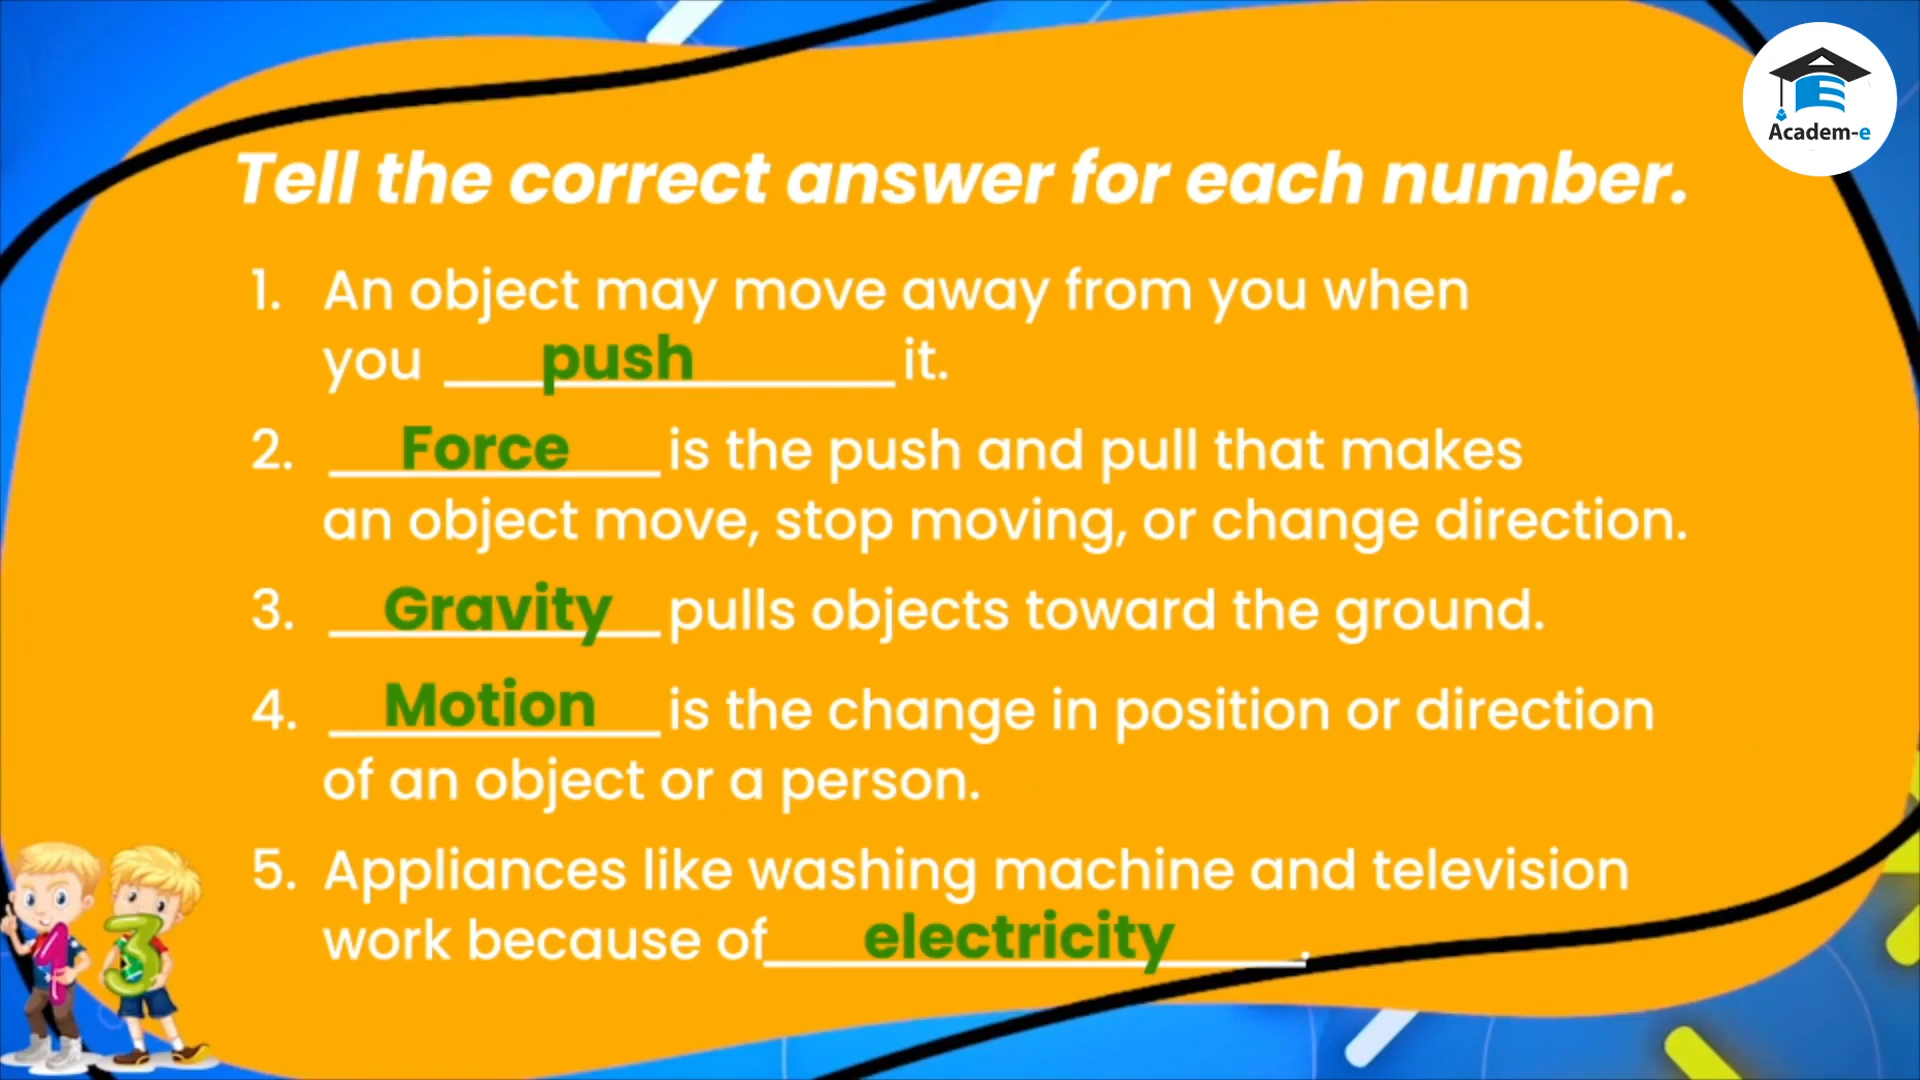 Academ-e
Tell the correct answer for each number.
1. An object may move away from you when
you push it.
2. Force is the push and pull that makes
an object move, stop moving, or change direction.
3. Gravity pulls objects toward the ground.
4. Motion is the change in position or direction
of an object or a person.
5. Appliances like washing machine and television
work because of electricity.
1 3